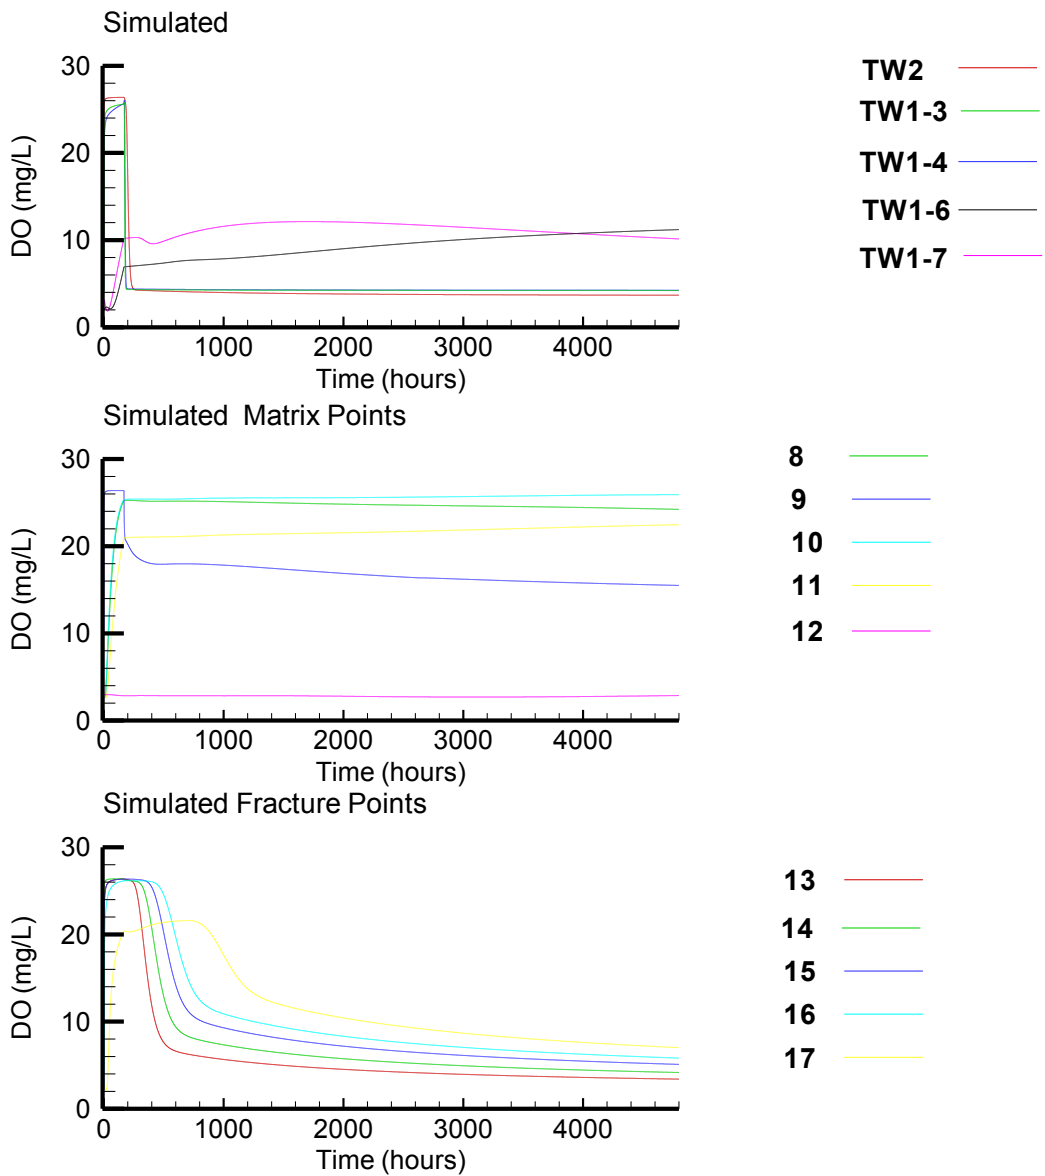 Simulated
30
20
10
0
DO (mg/L)
0 1000 2000 3000 4000
Time (hours)
TW2
TW1-3
TW1-4
TW1-6
TW1-7
Simulated Matrix Points
30
20
10
0
DO (mg/L)
0 1000 2000 3000 4000
Time (hours)
8
9
10
11
12
Simulated Fracture Points
30
20
10
0
DO (mg/L)
0 1000 2000 3000 4000
Time (hours)
13
14
15
16
17